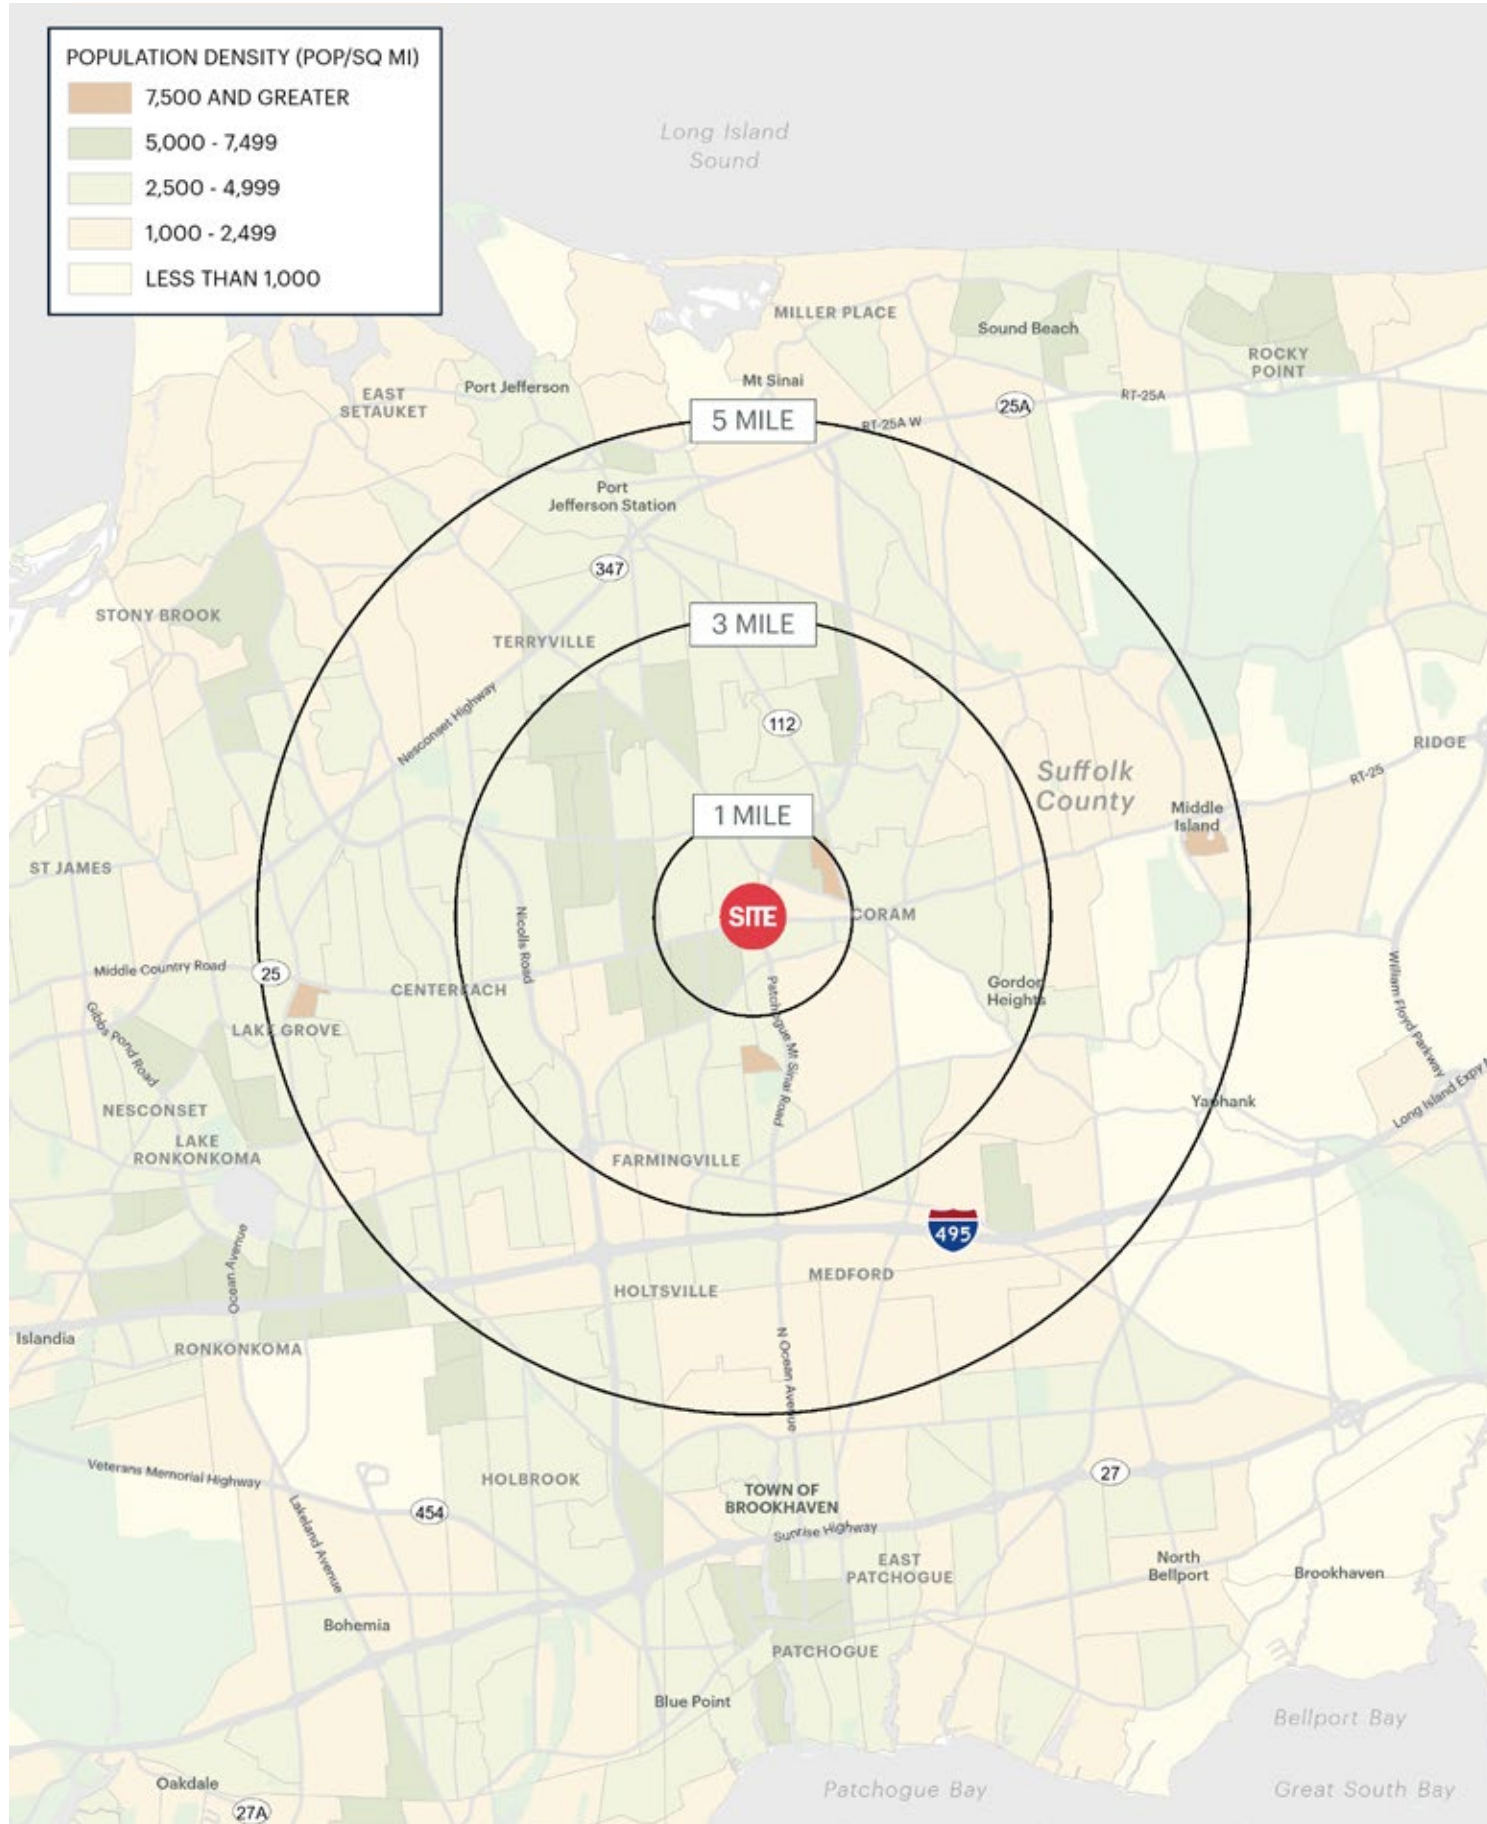 POPULATION DENSITY (POP/SQ MI)
7,500 AND GREATER
5,000 - 7,499
2,500 - 4,999
1,000 - 2,499
LESS THAN 1,000
Long Island
Sound
MILLER PLACE
Sound Beach
ROCKY
POINT
Mt Sinai
Port Jefferson
EAST
SETAUKET
RT-25A
25A
5 MILE
RT-25A W
Port
Jefferson Station
347
STONY BROOK
3 MILE
TERRYVILLE
Nesconset Highway
112
RIDGE
Suffolk
County
RT-25
Middle
Island
1 MILE
ST JAMES
SITE
CORAM
Nicolls Road
Middle Country Road
25
CENTEREACH
Gordon
Heights
William Floyd Parkway
Gibbs Pond Road
LAKE GROVE
Patchogue Mt Sinai Road
NESCONSET
Yaphank
Long Island Expy
LAKE
RONKONKOMA
FARMINGVILLE
495
Ocean Avenue
MEDFORD
HOLTSVILLE
Islandia
RONKONKOMA
N Ocean Avenue
Veterans Memorial Highway
HOLBROOK
27
454
TOWN OF
BROOKHAVEN
Sunrise Highway
Lakeland Avenue
EAST
PATCHOGUE
North
Bellport
Brookhaven
Bohemia
PATCHOGUE
Blue Point
Bellport Bay
Oakdale
Patchogue Bay
Great South Bay
27A